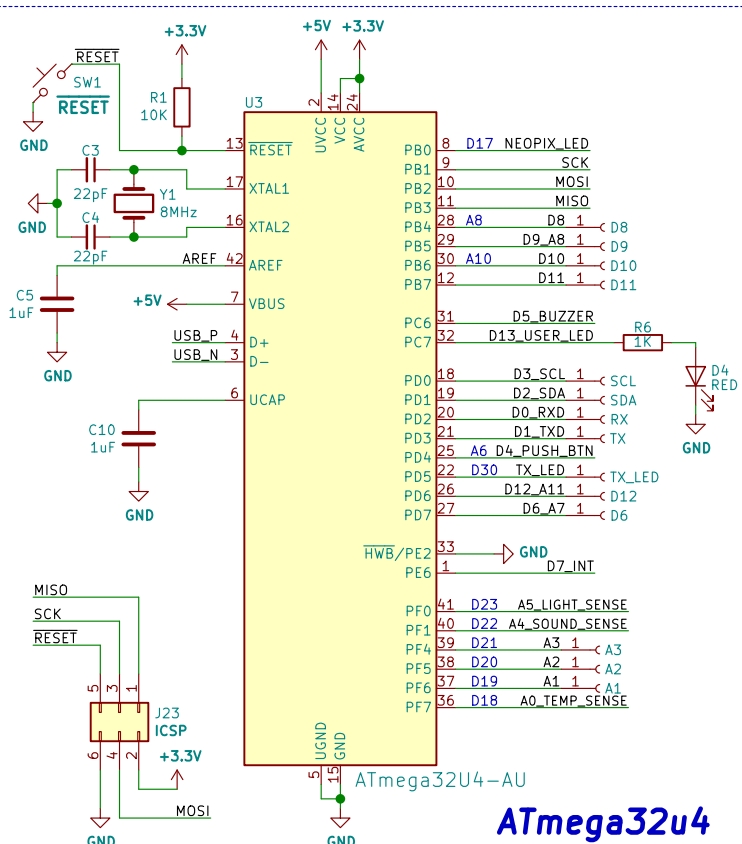 +3.3V
+5V +3.3V
RESET
SW1
RESET
GND
R1
10K
U3
2 UVCC
14 VCC
24 AVCC
13 RESET
C3
22pF
Y1
8MHz
C4
22pF
GND
17 XTAL1
16 XTAL2
AREF 42 AREF
C5
1uF
GND
+5V 7 VBUS
USB_P 4 D+
USB_N 3 D-
6 UCAP
C10
1uF
GND
PB0 8 D17 NEOPIX_LED
PB1 9 SCK
PB2 10 MOSI
PB3 11 MISO
PB4 28 A8 D8 1 D8
PB5 29 D9_A8 1 D9
PB6 30 A10 D10 1 D10
PB7 12 D11 1 D11
PC6 31 D5_BUZZER
PC7 32 D13_USER_LED
R6
1K
D4
RED
GND
PD0 18 D3_SCL 1 SCL
PD1 19 D2_SDA 1 SDA
PD2 20 D0_RXD 1 RX
PD3 21 D1_TXD 1 TX
PD4 25 A6 D4_PUSH_BTN
PD5 22 D30 TX_LED 1 TX_LED
PD6 26 D12_A11 1 D12
PD7 27 D6_A7 1 D6
HWB/PE2 33 GND
PE6 1 D7_INT
PF0 41 D23 A5_LIGHT_SENSE
PF1 40 D22 A4_SOUND_SENSE
PF4 39 D21 A3 1 A3
PF5 38 D20 A2 1 A2
PF6 37 D19 A1 1 A1
PF7 36 D18 A0_TEMP_SENSE
MISO
SCK
RESET
5 3 1
J23
ICSP
6 4 2
+3.3V
MOSI
GND
UGND 5
GND 15
GND
ATmega32U4-AU
ATmega32u4